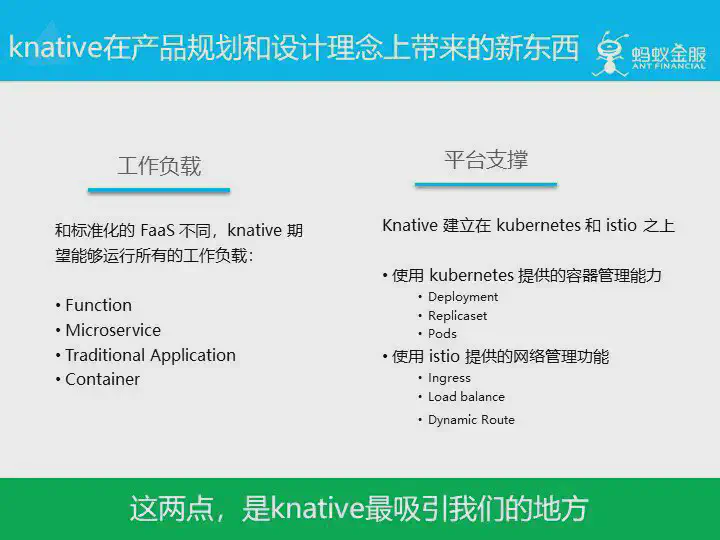 knative在产品规划和设计理念上带来的新东西
蚂蚁金服
ANT FINANCIAL
工作负载
和标准化的 FaaS 不同，knative 期
望能够运行所有的工作负载：
• Function
• Microservice
• Traditional Application
• Container
平台支撑
Knative 建立在 kubernetes 和 istio 之上
• 使用 kubernetes 提供的容器管理能力
• Deployment
• Replicaset
• Pods
• 使用 istio 提供的网络管理功能
• Ingress
• Load balance
• Dynamic Route
这两点，是knative最吸引我们的地方